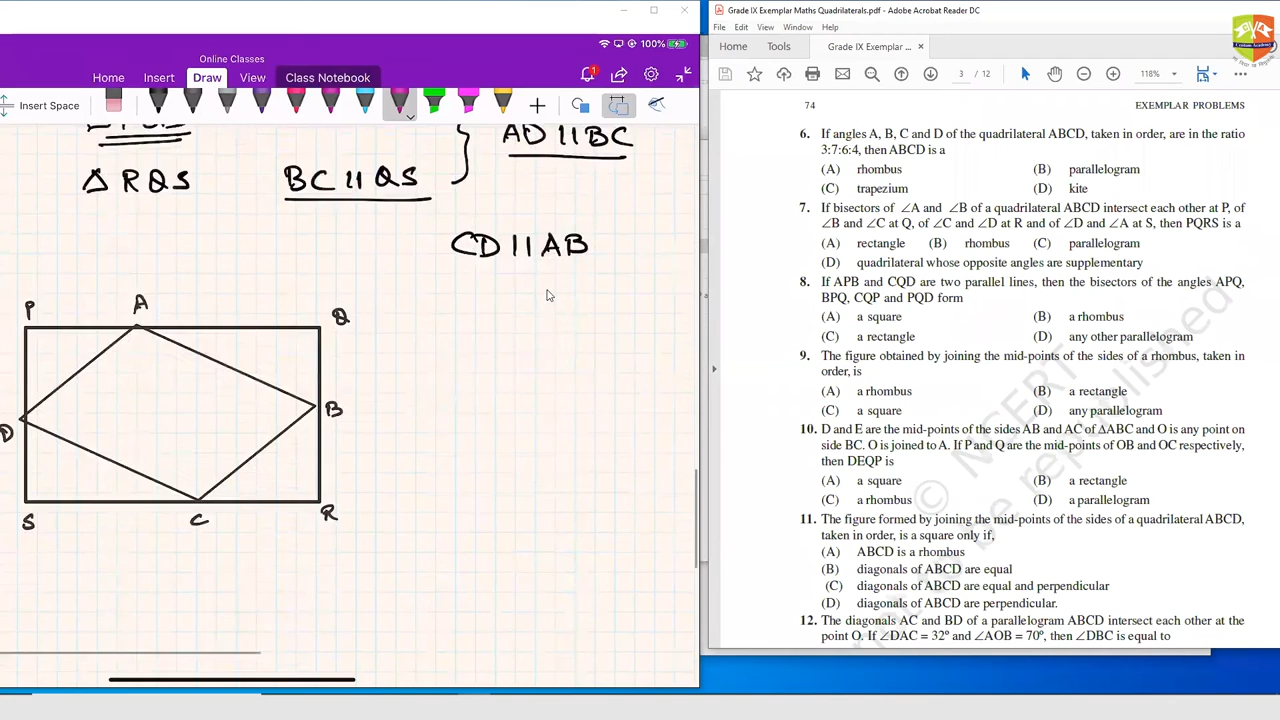 Online Classes
100%
Home Insert Draw View Class Notebook
1
Insert Space
AD || BC
Δ RQS BC || QS
CD || AB
P A Q
D B
S C R
Grade IX Exemplar Maths Quadrilaterals.pdf - Adobe Acrobat Reader DC
File Edit View Window Help
Home Tools Grade IX Exemplar ... ×
3 / 12 118%
74 EXEMPLAR PROBLEMS
6. If angles A, B, C and D of the quadrilateral ABCD, taken in order, are in the ratio
3:7:6:4, then ABCD is a
(A) rhombus (B) parallelogram
(C) trapezium (D) kite
7. If bisectors of ∠A and ∠B of a quadrilateral ABCD intersect each other at P, of
∠B and ∠C at Q, of ∠C and ∠D at R and of ∠D and ∠A at S, then PQRS is a
(A) rectangle (B) rhombus (C) parallelogram
(D) quadrilateral whose opposite angles are supplementary
8. If APB and CQD are two parallel lines, then the bisectors of the angles APQ,
BPQ, CQP and PQD form
(A) a square (B) a rhombus
(C) a rectangle (D) any other parallelogram
9. The figure obtained by joining the mid-points of the sides of a rhombus, taken in
order, is
(A) a rhombus (B) a rectangle
(C) a square (D) any parallelogram
10. D and E are the mid-points of the sides AB and AC of ΔABC and O is any point on
side BC. O is joined to A. If P and Q are the mid-points of OB and OC respectively,
then DEQP is
(A) a square (B) a rectangle
(C) a rhombus (D) a parallelogram
11. The figure formed by joining the mid-points of the sides of a quadrilateral ABCD,
taken in order, is a square only if,
(A) ABCD is a rhombus
(B) diagonals of ABCD are equal
(C) diagonals of ABCD are equal and perpendicular
(D) diagonals of ABCD are perpendicular.
12. The diagonals AC and BD of a parallelogram ABCD intersect each other at the
point O. If ∠DAC = 32º and ∠AOB = 70º, then ∠DBC is equal to
© NCERT
not be republished